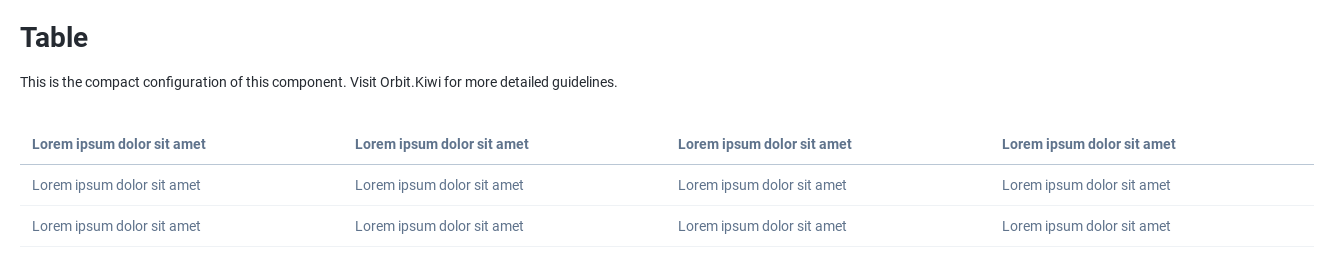 Table
This is the compact configuration of this component. Visit Orbit.Kiwi for more detailed guidelines.
Lorem ipsum dolor sit amet Lorem ipsum dolor sit amet Lorem ipsum dolor sit amet Lorem ipsum dolor sit amet
Lorem ipsum dolor sit amet Lorem ipsum dolor sit amet Lorem ipsum dolor sit amet Lorem ipsum dolor sit amet
Lorem ipsum dolor sit amet Lorem ipsum dolor sit amet Lorem ipsum dolor sit amet Lorem ipsum dolor sit amet